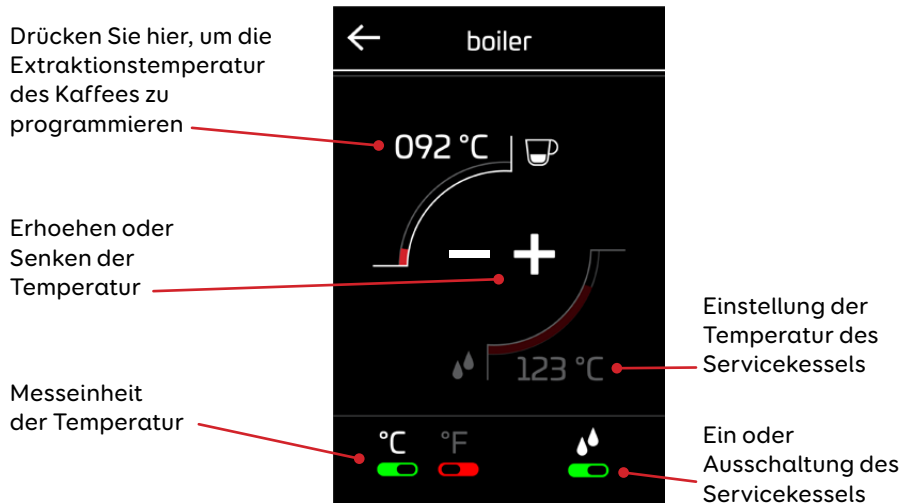 Drücken Sie hier, um die
Extraktionstemperatur
des Kaffees zu
programmieren
boiler
092 °C
Erhoehen oder
Senken der
Temperatur
Einstellung der
Temperatur des
Servicekessels
123 °C
Messeinheit
der Temperatur
°C °F
Ein oder
Ausschaltung des
Servicekessels